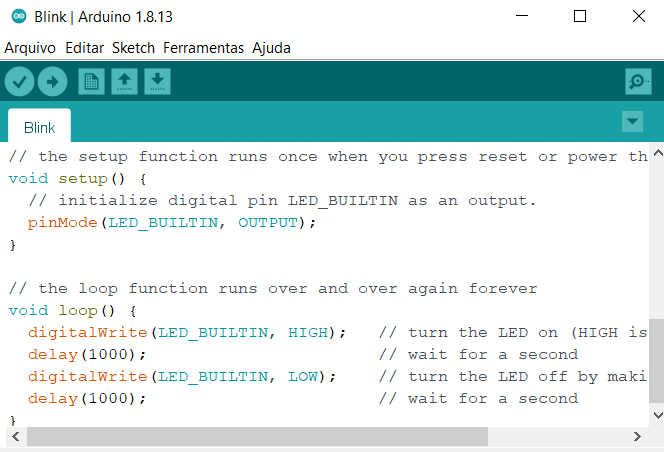 Blink | Arduino 1.8.13
Arquivo Editar Sketch Ferramentas Ajuda
Blink
// the setup function runs once when you press reset or power th
void setup() {
  // initialize digital pin LED_BUILTIN as an output.
  pinMode(LED_BUILTIN, OUTPUT);
}

// the loop function runs over and over again forever
void loop() {
  digitalWrite(LED_BUILTIN, HIGH);   // turn the LED on (HIGH is
  delay(1000);                       // wait for a second
  digitalWrite(LED_BUILTIN, LOW);    // turn the LED off by maki
  delay(1000);                       // wait for a second
}